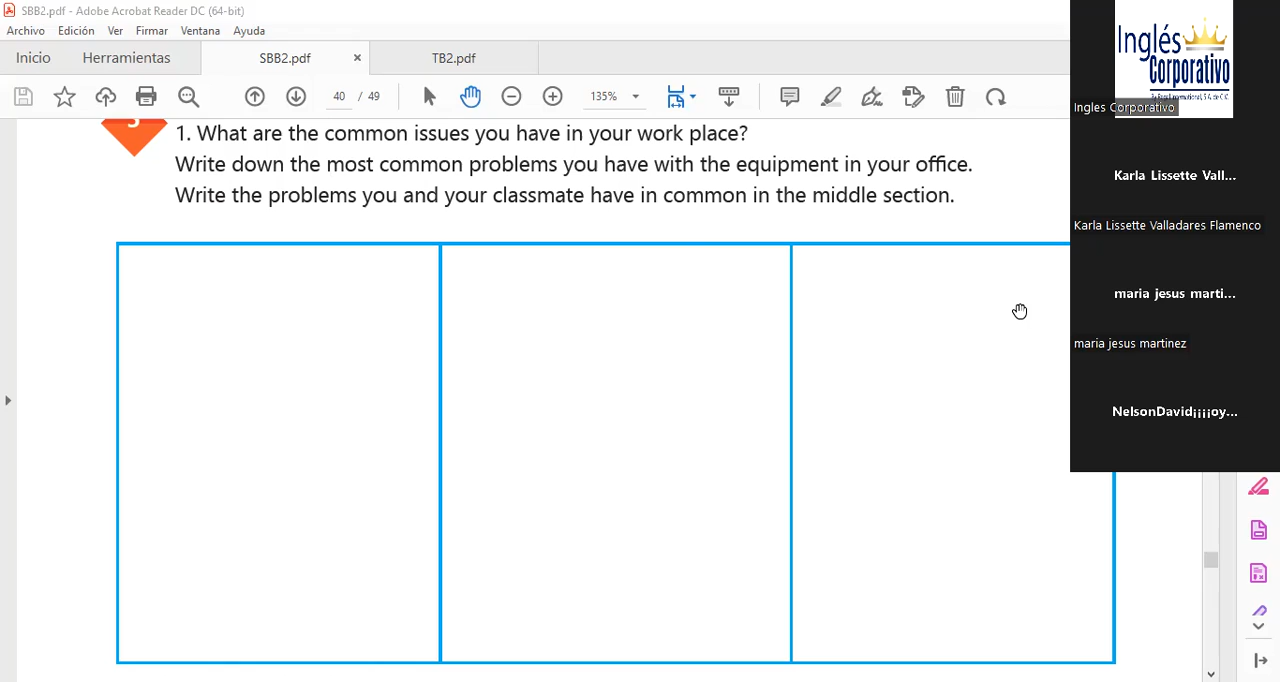 SBB2.pdf - Adobe Acrobat Reader DC (64-bit)
Archivo Edición Ver Firmar Ventana Ayuda
Inicio Herramientas SBB2.pdf × TB2.pdf
40 / 49 135%
1. What are the common issues you have in your work place?
Write down the most common problems you have with the equipment in your office.
Write the problems you and your classmate have in common in the middle section.
Inglés
Corporativo
Ingles Corporativo
Karla Lissette Vall...
Karla Lissette Valladares Flamenco
maria jesus marti...
maria jesus martinez
NelsonDavid¡¡¡¡oy...